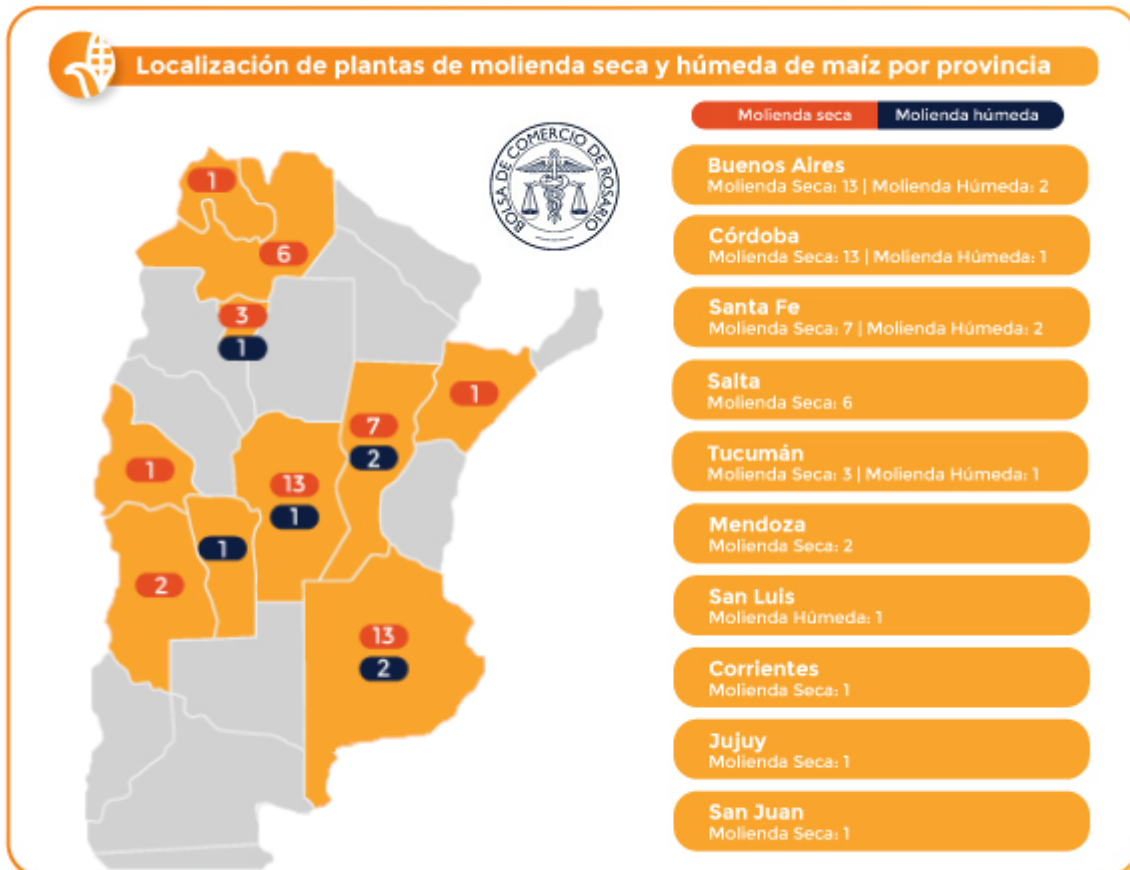 Localización de plantas de molienda seca y húmeda de maíz por provincia
Molienda seca
Molienda húmeda
BOLSA DE COMERCIO DE ROSARIO
1
6
3
1
1
7
2
1
13
1
1
2
13
2
Buenos Aires
Molienda Seca: 13 | Molienda Húmeda: 2
Córdoba
Molienda Seca: 13 | Molienda Húmeda: 1
Santa Fe
Molienda Seca: 7 | Molienda Húmeda: 2
Salta
Molienda Seca: 6
Tucumán
Molienda Seca: 3 | Molienda Húmeda: 1
Mendoza
Molienda Seca: 2
San Luis
Molienda Húmeda: 1
Corrientes
Molienda Seca: 1
Jujuy
Molienda Seca: 1
San Juan
Molienda Seca: 1